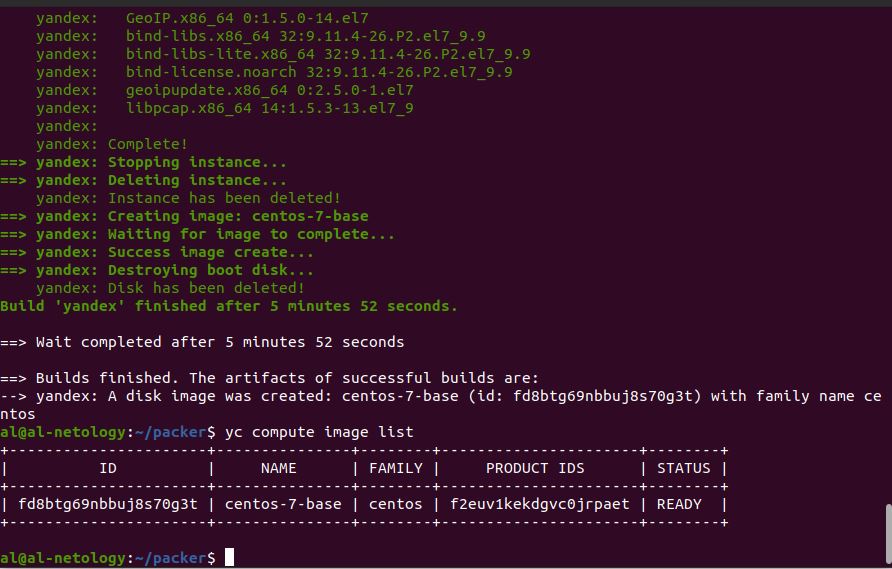 yandex:   GeoIP.x86_64 0:1.5.0-14.el7
    yandex:   bind-libs.x86_64 32:9.11.4-26.P2.el7_9.9
    yandex:   bind-libs-lite.x86_64 32:9.11.4-26.P2.el7_9.9
    yandex:   bind-license.noarch 32:9.11.4-26.P2.el7_9.9
    yandex:   geoipupdate.x86_64 0:2.5.0-1.el7
    yandex:   libpcap.x86_64 14:1.5.3-13.el7_9
    yandex:
    yandex: Complete!
==> yandex: Stopping instance...
==> yandex: Deleting instance...
    yandex: Instance has been deleted!
==> yandex: Creating image: centos-7-base
==> yandex: Waiting for image to complete...
==> yandex: Success image create...
==> yandex: Destroying boot disk...
    yandex: Disk has been deleted!
Build 'yandex' finished after 5 minutes 52 seconds.

==> Wait completed after 5 minutes 52 seconds

==> Builds finished. The artifacts of successful builds are:
--> yandex: A disk image was created: centos-7-base (id: fd8btg69nbbuj8s70g3t) with family name ce
ntos
al@al-netology:~/packer$ yc compute image list
+----------------------+---------------+--------+----------------------+--------+
|          ID          |     NAME      | FAMILY |     PRODUCT IDS      | STATUS |
+----------------------+---------------+--------+----------------------+--------+
| fd8btg69nbbuj8s70g3t | centos-7-base | centos | f2euv1kekdgvc0jrpaet | READY  |
+----------------------+---------------+--------+----------------------+--------+

al@al-netology:~/packer$